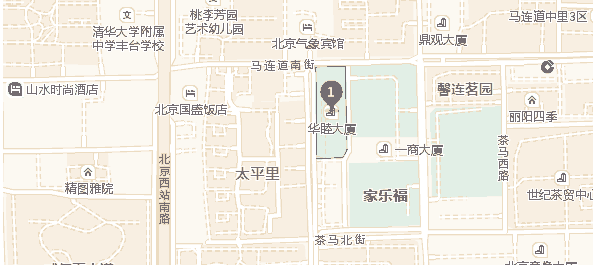 桃李芳园
艺术幼儿园
马连道中里3区
清华大学附属
中学丰台学校
北京气象宾馆
鼎观大厦
马连道南街
山水时尚酒店
1
馨连茗园
北京国盛饭店
丽阳四季
华睦大厦
一商大厦
茶马西路
北京西站南路
太平里
精图雅院
家乐福
世纪茶贸中心
茶马北街